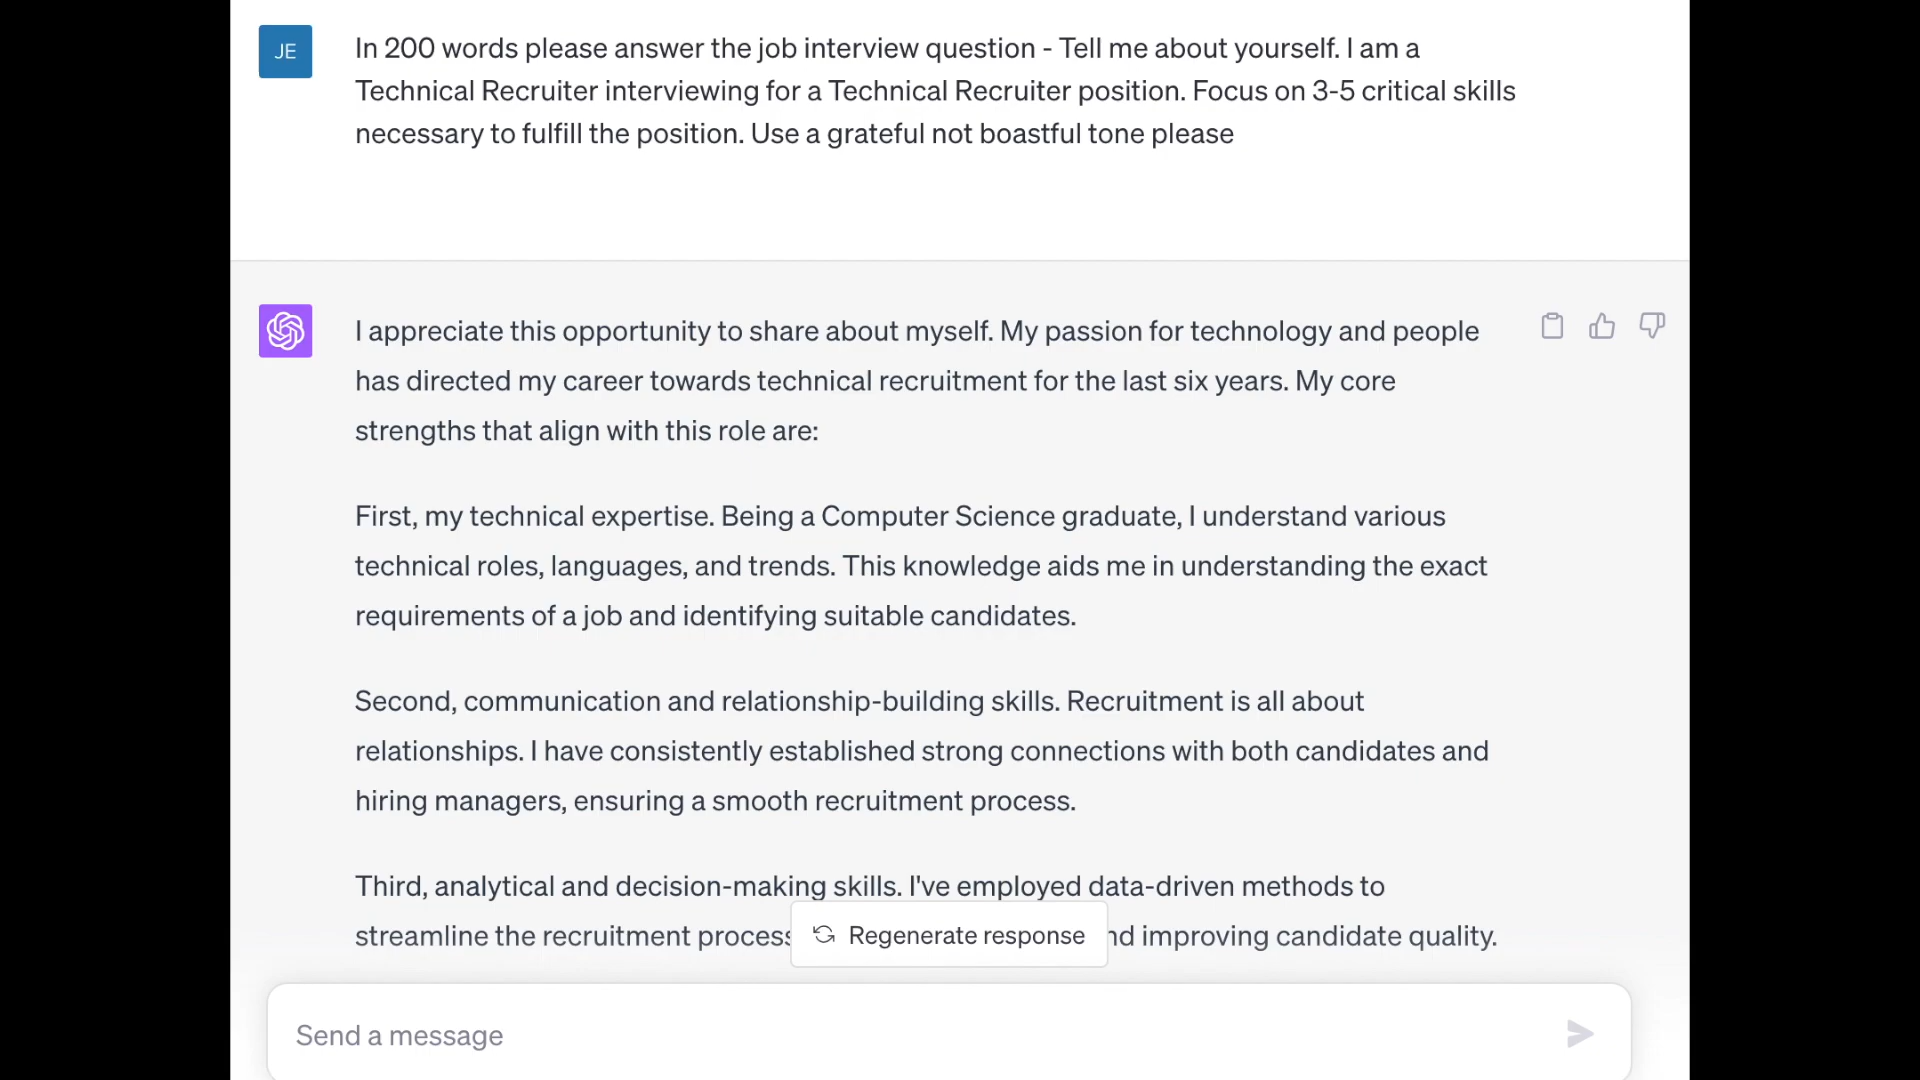 JE
In 200 words please answer the job interview question - Tell me about yourself. I am a
Technical Recruiter interviewing for a Technical Recruiter position. Focus on 3-5 critical skills
necessary to fulfill the position. Use a grateful not boastful tone please
I appreciate this opportunity to share about myself. My passion for technology and people
has directed my career towards technical recruitment for the last six years. My core
strengths that align with this role are:
First, my technical expertise. Being a Computer Science graduate, I understand various
technical roles, languages, and trends. This knowledge aids me in understanding the exact
requirements of a job and identifying suitable candidates.
Second, communication and relationship-building skills. Recruitment is all about
relationships. I have consistently established strong connections with both candidates and
hiring managers, ensuring a smooth recruitment process.
Third, analytical and decision-making skills. I've employed data-driven methods to
streamline the recruitment improving candidate quality.
Regenerate response
Send a message